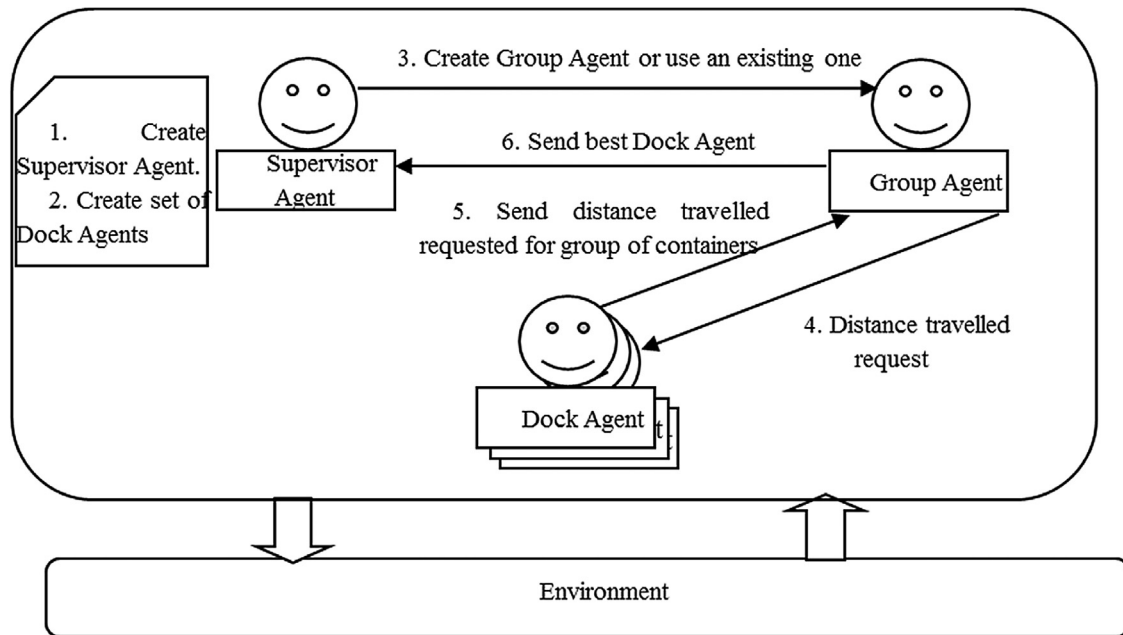 3. Create Group Agent or use an existing one
1. Create
Supervisor Agent.
2. Create set of
Dock Agents
Supervisor
Agent
6. Send best Dock Agent
Group Agent
5. Send distance travelled
requested for group of containers
4. Distance travelled
request
Dock Agent
t
t
Environment